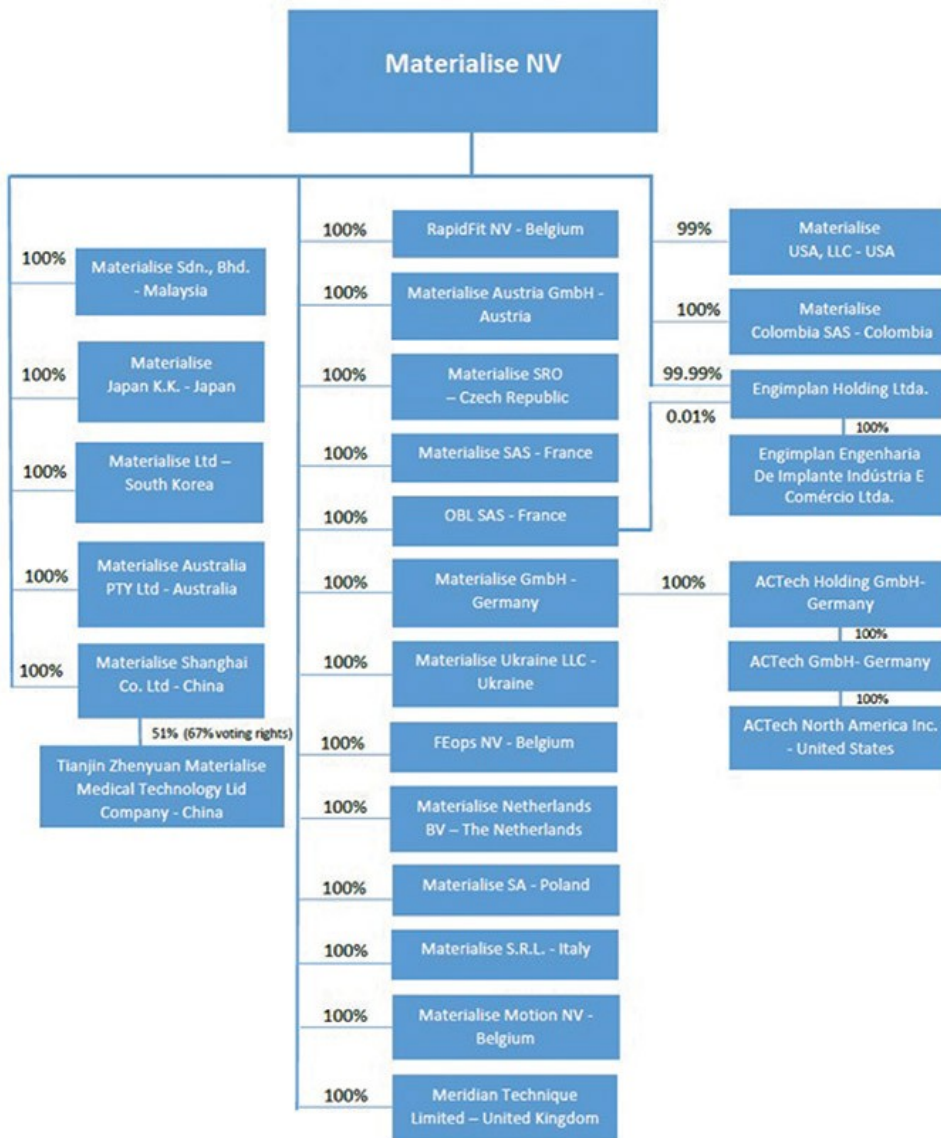 Materialise NV
100%
Materialise Sdn., Bhd.
- Malaysia
100%
Materialise
Japan K.K. - Japan
100%
Materialise Ltd –
South Korea
100%
Materialise Australia
PTY Ltd - Australia
100%
Materialise Shanghai
Co. Ltd - China
51% (67% voting rights)
Tianjin Zhenyuan Materialise
Medical Technology Lid
Company - China
100%
RapidFit NV - Belgium
100%
Materialise Austria GmbH -
Austria
100%
Materialise SRO
– Czech Republic
100%
Materialise SAS - France
100%
OBL SAS - France
100%
Materialise GmbH -
Germany
100%
Materialise Ukraine LLC -
Ukraine
100%
FEops NV - Belgium
100%
Materialise Netherlands
BV – The Netherlands
100%
Materialise SA - Poland
100%
Materialise S.R.L. - Italy
100%
Materialise Motion NV -
Belgium
100%
Meridian Technique
Limited – United Kingdom
99%
Materialise
USA, LLC - USA
100%
Materialise
Colombia SAS - Colombia
99.99%
0.01%
Engimplan Holding Ltda.
100%
Engimplan Engenharia
De Implante Indústria E
Comércio Ltda.
100%
ACTech Holding GmbH-
Germany
100%
ACTech GmbH- Germany
100%
ACTech North America Inc.
- United States